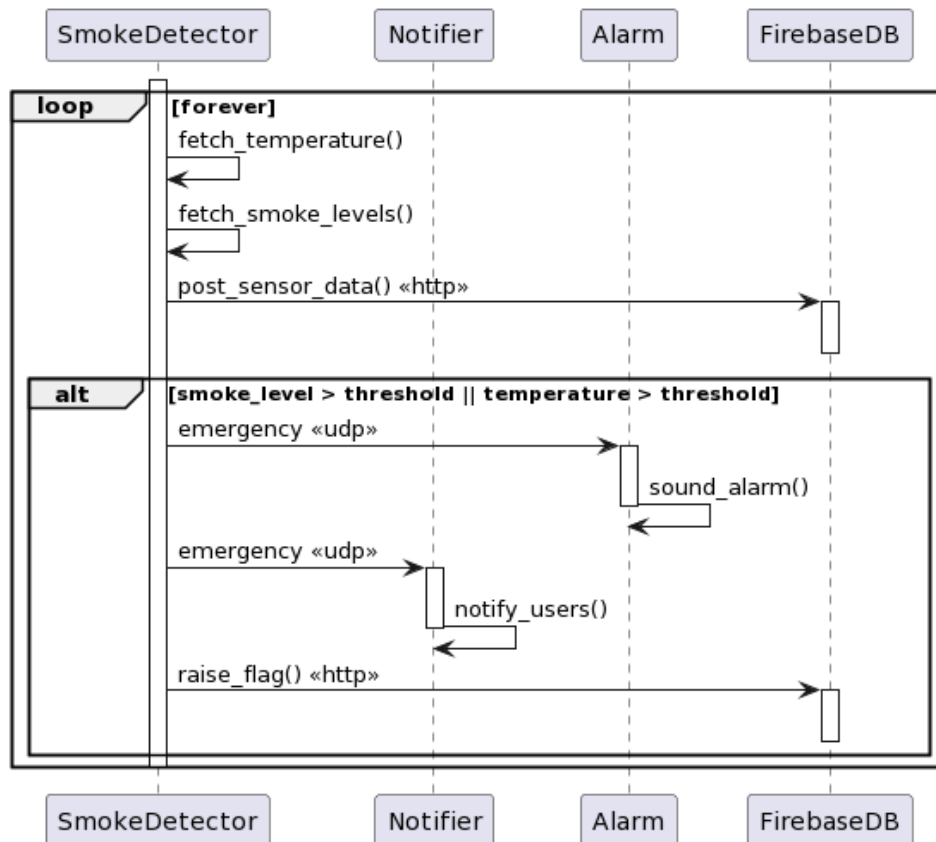 SmokeDetector Notifier Alarm FirebaseDB
loop [forever]
fetch_temperature()
fetch_smoke_levels()
post_sensor_data() «http»
alt [smoke_level > threshold || temperature > threshold]
emergency «udp»
sound_alarm()
emergency «udp»
notify_users()
raise_flag() «http»
SmokeDetector Notifier Alarm FirebaseDB